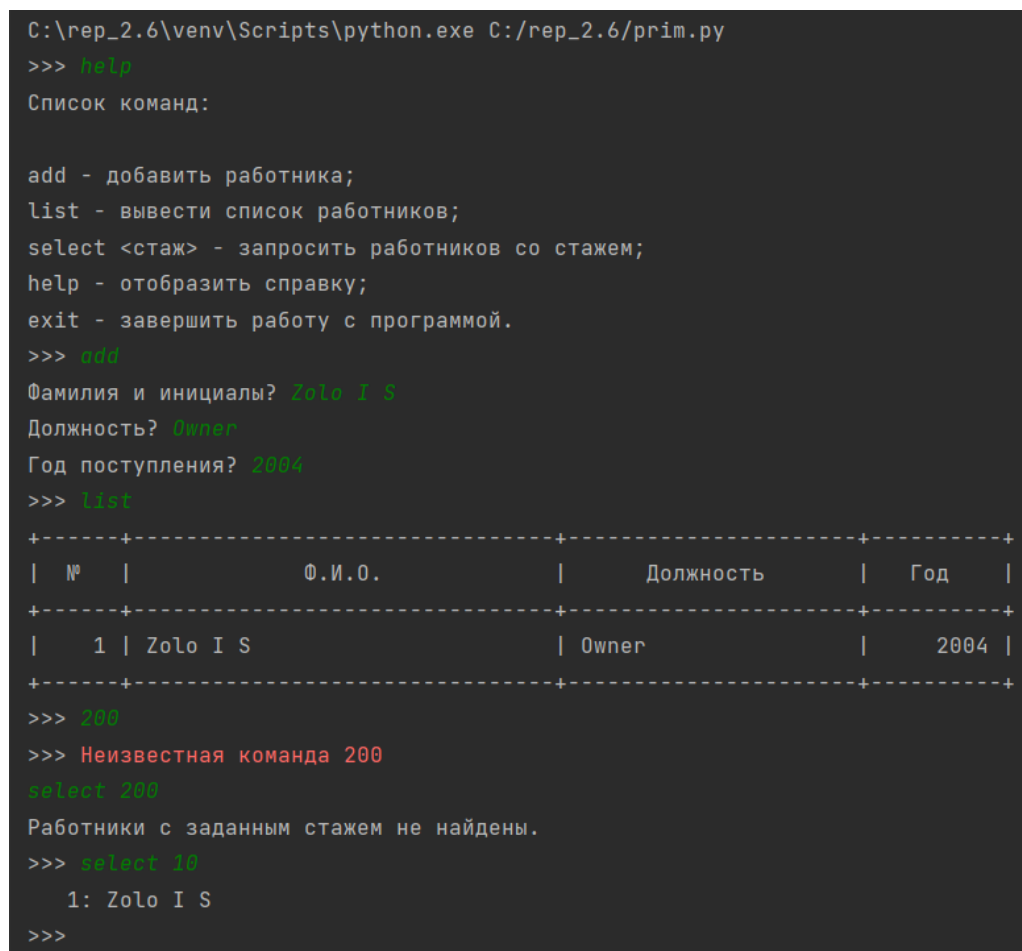 C:\rep_2.6\venv\Scripts\python.exe C:/rep_2.6/prim.py
>>> help
Список команд:

add - добавить работника;
list - вывести список работников;
select <стаж> - запросить работников со стажем;
help - отобразить справку;
exit - завершить работу с программой.
>>> add
Фамилия и инициалы? Zolo I S
Должность? Owner
Год поступления? 2004
>>> list
+------+--------------------------------+----------------------+----------+
|  №   |             Ф.И.О.             |      Должность       |   Год    |
+------+--------------------------------+----------------------+----------+
|    1 | Zolo I S                       | Owner                |     2004 |
+------+--------------------------------+----------------------+----------+
>>> 200
>>> Неизвестная команда 200
select 200
Работники с заданным стажем не найдены.
>>> select 10
   1: Zolo I S
>>>